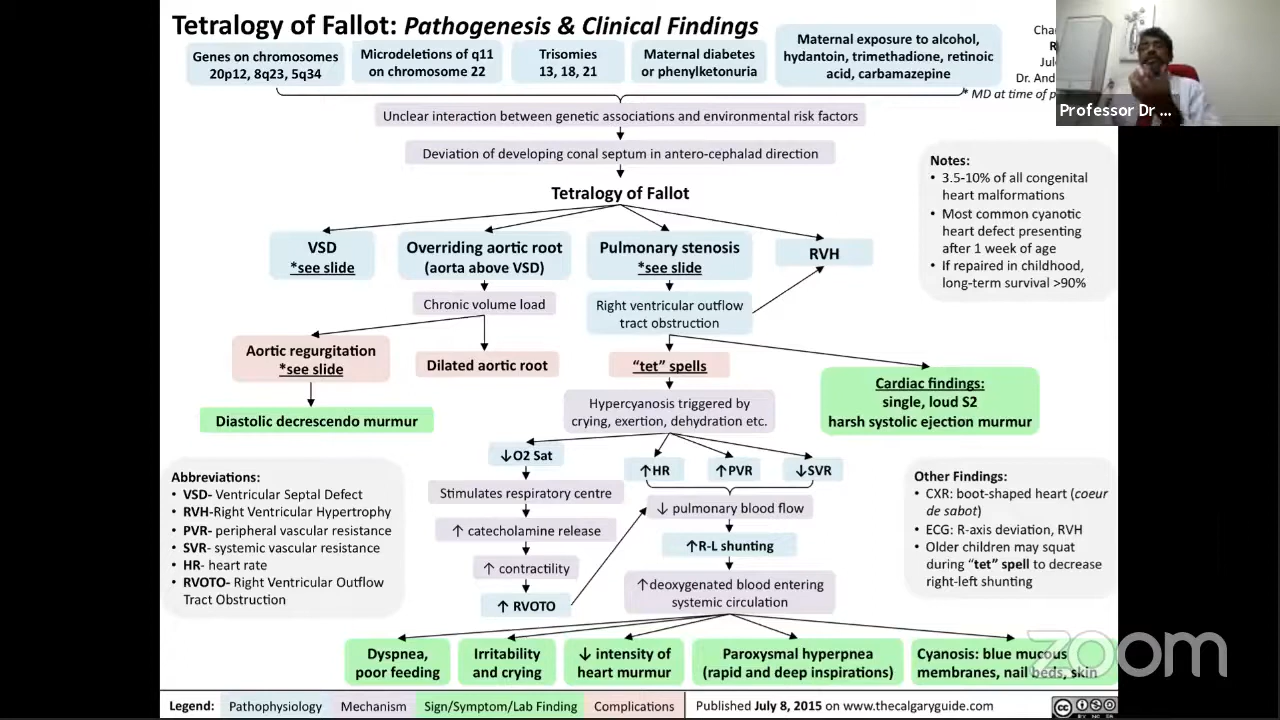 Tetralogy of Fallot: Pathogenesis & Clinical Findings
Genes on chromosomes
20p12, 8q23, 5q34
Microdeletions of q11
on chromosome 22
Trisomies
13, 18, 21
Maternal diabetes
or phenylketonuria
Maternal exposure to alcohol,
hydantoin, trimethadione, retinoic
acid, carbamazepine
Dr. And
* MD at time of p
Professor Dr ...
Unclear interaction between genetic associations and environmental risk factors
Deviation of developing conal septum in antero-cephalad direction
Tetralogy of Fallot
VSD
*see slide
Overriding aortic root
(aorta above VSD)
Pulmonary stenosis
*see slide
RVH
Notes:
• 3.5-10% of all congenital
heart malformations
• Most common cyanotic
heart defect presenting
after 1 week of age
• If repaired in childhood,
long-term survival >90%
Chronic volume load
Right ventricular outflow
tract obstruction
Aortic regurgitation
*see slide
Dilated aortic root
“tet” spells
Cardiac findings:
single, loud S2
harsh systolic ejection murmur
Diastolic decrescendo murmur
Hypercyanosis triggered by
crying, exertion, dehydration etc.
↓O2 Sat
↑HR
↑PVR
↓SVR
Stimulates respiratory centre
↑ catecholamine release
↑ contractility
↑ RVOTO
↓ pulmonary blood flow
↑R-L shunting
↑deoxygenated blood entering
systemic circulation
Abbreviations:
• VSD- Ventricular Septal Defect
• RVH-Right Ventricular Hypertrophy
• PVR- peripheral vascular resistance
• SVR- systemic vascular resistance
• HR- heart rate
• RVOTO- Right Ventricular Outflow
Tract Obstruction
Other Findings:
• CXR: boot-shaped heart (coeur
de sabot)
• ECG: R-axis deviation, RVH
• Older children may squat
during “tet” spell to decrease
right-left shunting
Dyspnea,
poor feeding
Irritability
and crying
↓ intensity of
heart murmur
Paroxysmal hyperpnea
(rapid and deep inspirations)
Cyanosis: blue mucous
membranes, nail beds, skin
zoom
Legend:
Pathophysiology
Mechanism
Sign/Symptom/Lab Finding
Complications
Published July 8, 2015 on www.thecalgaryguide.com